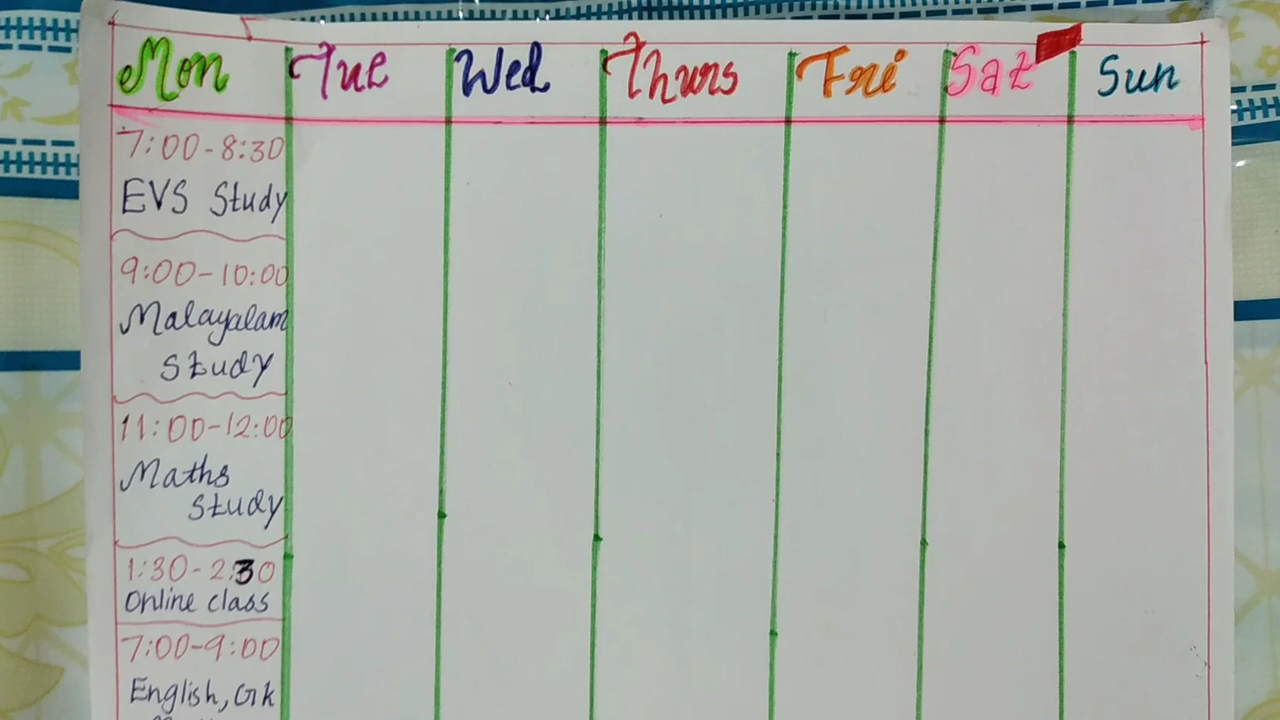 Mon Tue Wed Thurs Fri Sat Sun
7:00-8:30
EVS Study
9:00-10:00
Malayalam
Study
11:00-12:00
Maths
Study
1:30-2:30
Online class
7:00-9:00
English, Gk